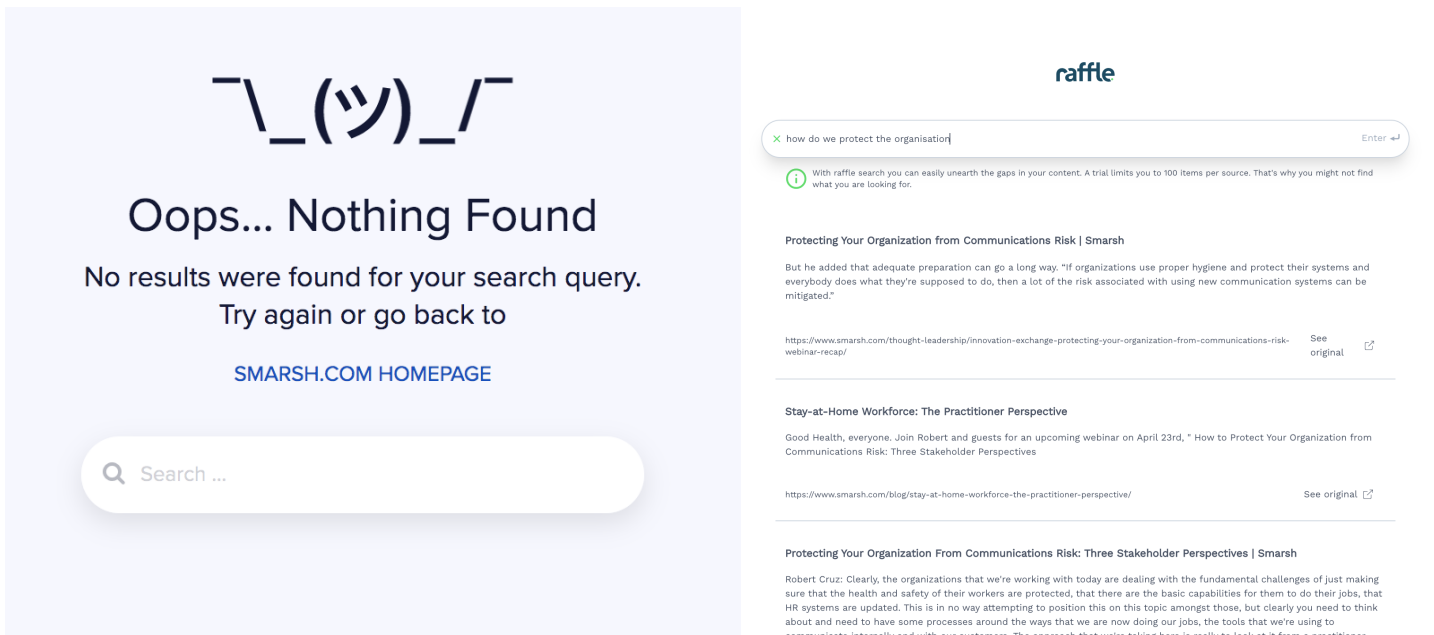 ¯\_(ツ)_/¯
Oops... Nothing Found
No results were found for your search query.
Try again or go back to
SMARSH.COM HOMEPAGE
Search ...
raffle
× how do we protect the organisation
Enter ↵
With raffle search you can easily unearth the gaps in your content. A trial limits you to 100 items per source. That's why you might not find
what you are looking for.
Protecting Your Organization from Communications Risk | Smarsh
But he added that adequate preparation can go a long way. “If organizations use proper hygiene and protect their systems and
everybody does what they're supposed to do, then a lot of the risk associated with using new communication systems can be
mitigated.”
https://www.smarsh.com/thought-leadership/innovation-exchange-protecting-your-organization-from-communications-risk-
webinar-recap/
See
original
Stay-at-Home Workforce: The Practitioner Perspective
Good Health, everyone. Join Robert and guests for an upcoming webinar on April 23rd, " How to Protect Your Organization from
Communications Risk: Three Stakeholder Perspectives
https://www.smarsh.com/blog/stay-at-home-workforce-the-practitioner-perspective/
See original
Protecting Your Organization From Communications Risk: Three Stakeholder Perspectives | Smarsh
Robert Cruz: Clearly, the organizations that we're working with today are dealing with the fundamental challenges of just making
sure that the health and safety of their workers are protected, that there are the basic capabilities for them to do their jobs, that
HR systems are updated. This is in no way attempting to position this on this topic amongst those, but clearly you need to think
about and need to have some processes around the ways that we are now doing our jobs, the tools that we're using to